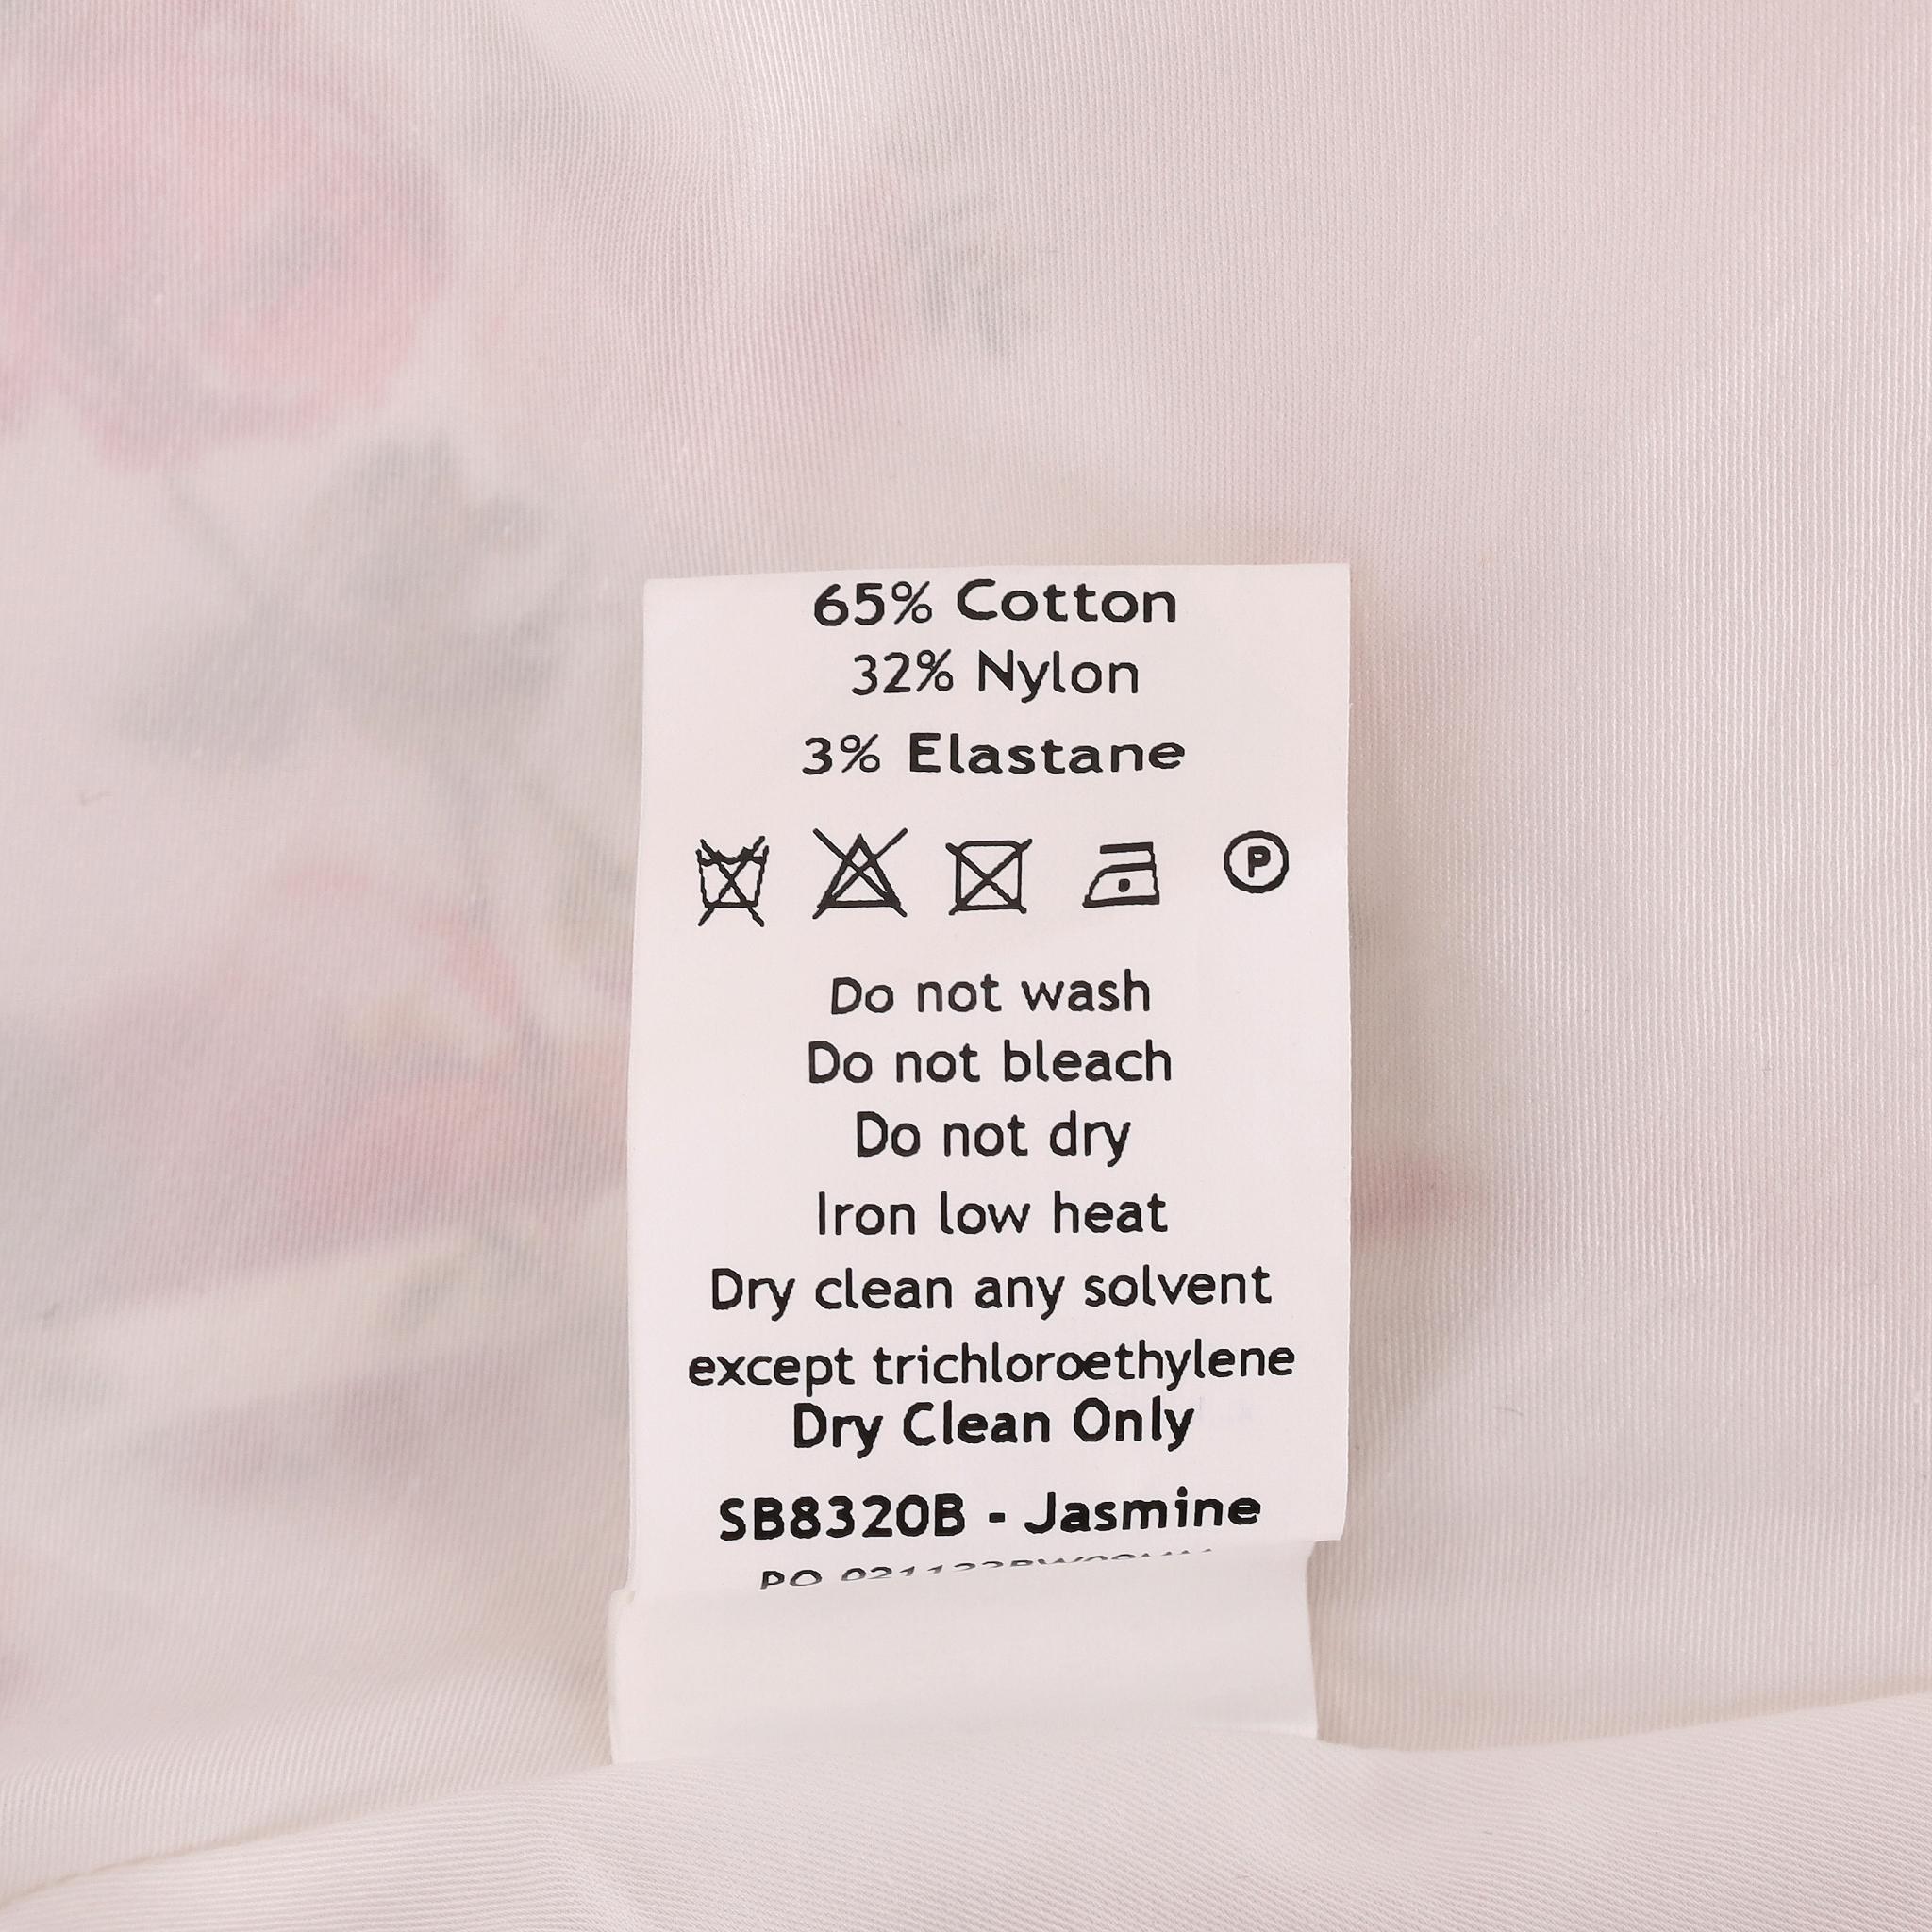 65% Cotton
32% Nylon
3% Elastane
P
Do not wash
Do not bleach
Do not dry
Iron low heat
Dry clean any solvent
except trichloroethylene
Dry Clean Only
SB8320B - Jasmine
PO